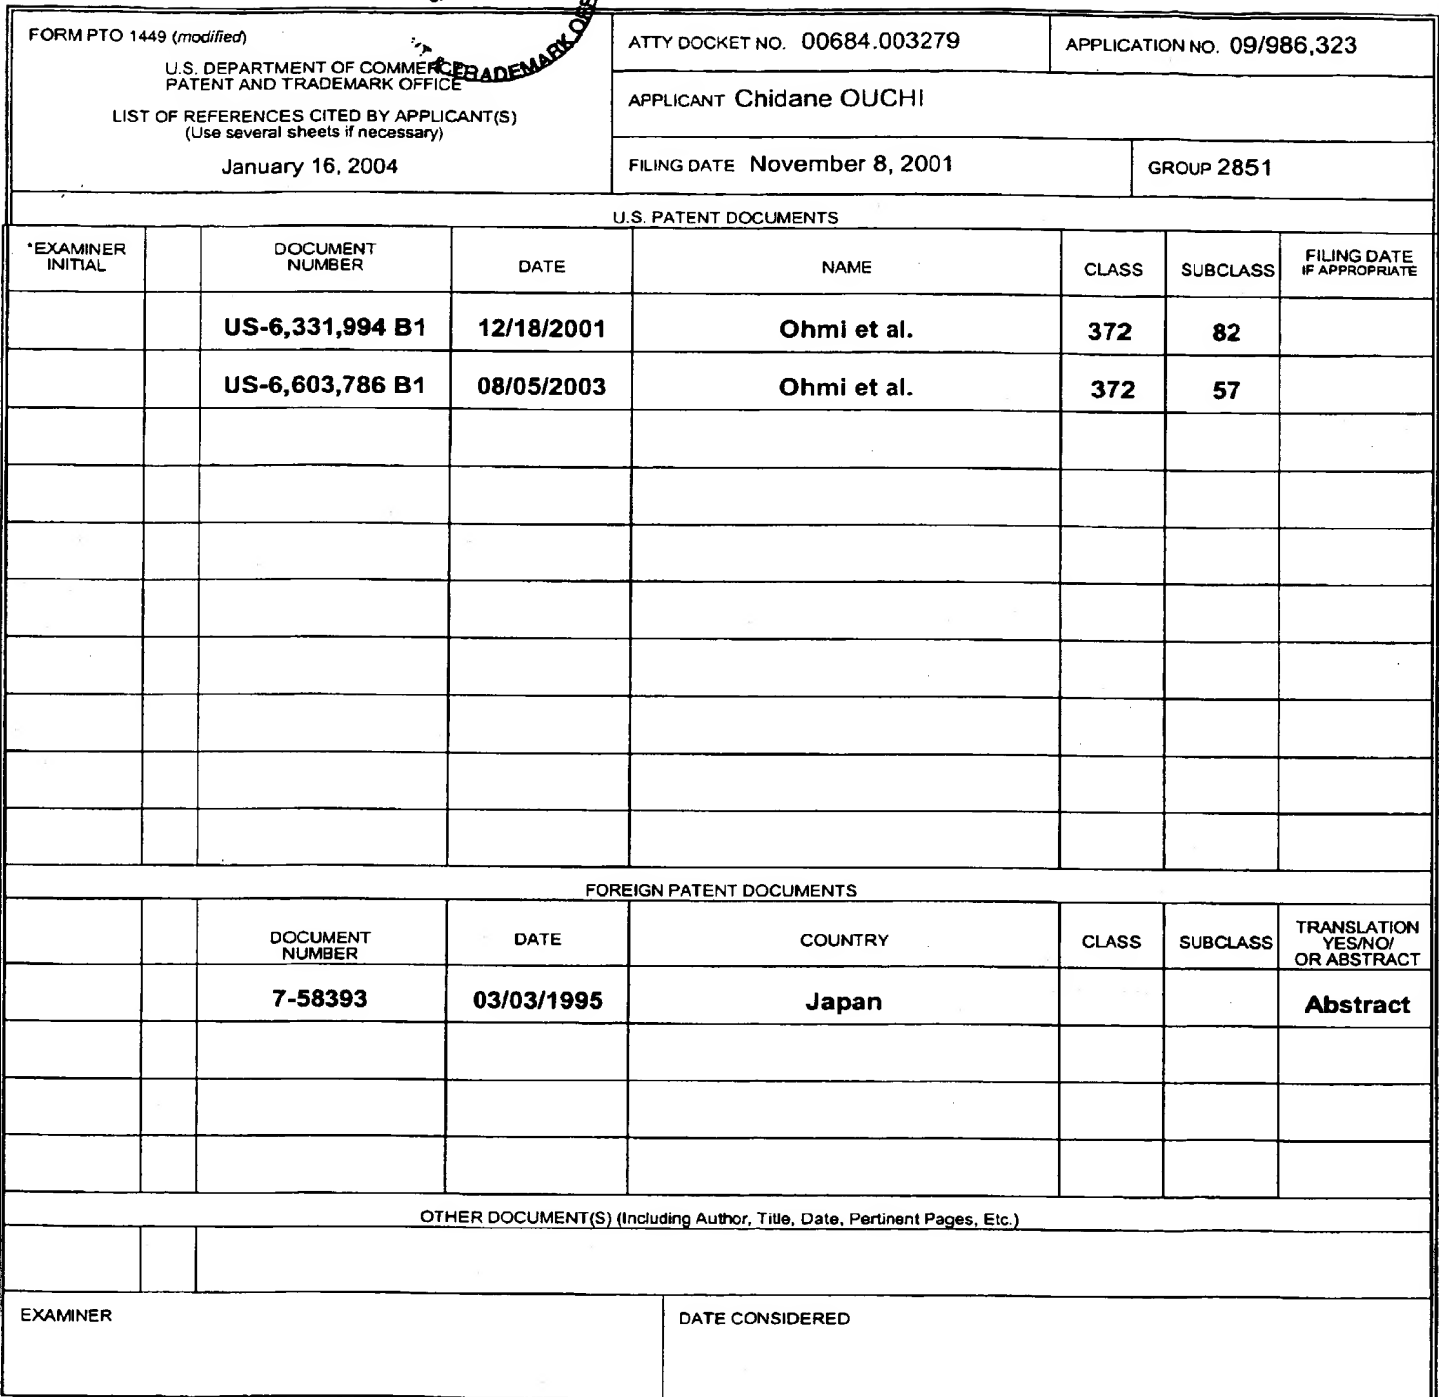 FORM PTO 1449 (modified)
U.S. DEPARTMENT OF COMMERCE
PATENT AND TRADEMARK OFFICE
LIST OF REFERENCES CITED BY APPLICANT(S)
(Use several sheets if necessary)
January 16, 2004
TRADEMARK
ATTY DOCKET NO. 00684.003279
APPLICATION NO. 09/986,323
APPLICANT Chidane OUCHI
FILING DATE November 8, 2001
GROUP 2851
U.S. PATENT DOCUMENTS
*EXAMINER INITIAL
DOCUMENT NUMBER
DATE
NAME
CLASS
SUBCLASS
FILING DATE IF APPROPRIATE
US-6,331,994 B1 12/18/2001 Ohmi et al. 372 82
US-6,603,786 B1 08/05/2003 Ohmi et al. 372 57
FOREIGN PATENT DOCUMENTS
DOCUMENT NUMBER
DATE
COUNTRY
CLASS
SUBCLASS
TRANSLATION YES/NO/ OR ABSTRACT
7-58393 03/03/1995 Japan Abstract
OTHER DOCUMENT(S) (Including Author, Title, Date, Pertinent Pages, Etc.)
EXAMINER
DATE CONSIDERED